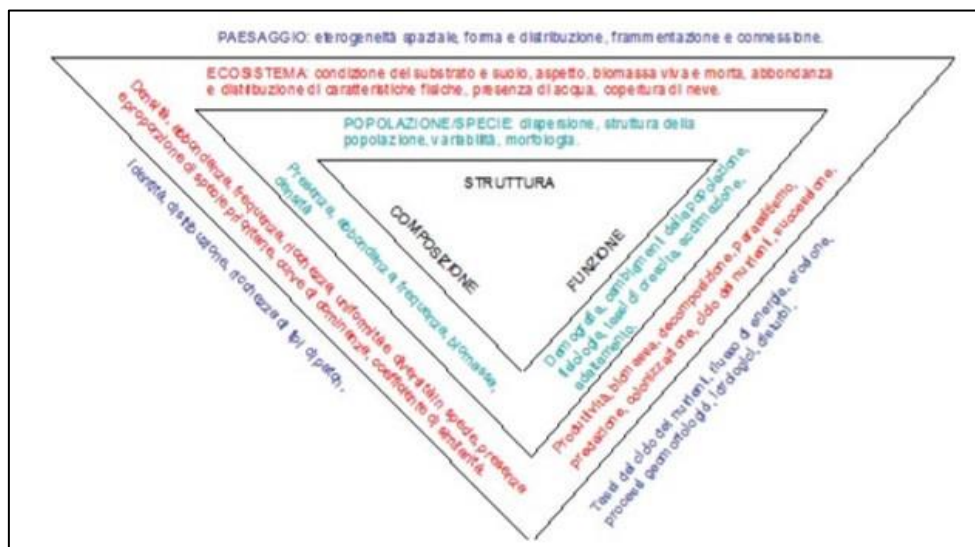 PAESAGGIO: eterogeneità spaziale, forma e distribuzione, frammentazione e connessione.
ECOSISTEMA: condizione del substrato e suolo, aspetto, biomassa viva e morta, abbondanza
e distribuzione di caratteristiche fisiche, presenza di acqua, copertura di neve.
POPOLAZIONE/SPECIE: dispersione, struttura della
popolazione, variabilità, morfologia.
STRUTTURA
COMPOSIZIONE
FUNZIONE
Presenza, abbondanza, frequenza, biomassa,
densità
Densità, abbondanza, frequenza, ricchezza, uniformità e diversità in specie, presenza
e proporzione di specie prioritarie, curve di dominanza, coefficiente di similarità.
Identità, distribuzione, ricchezza di tipi di patch.
Demografia, cambiamenti della popolazione,
fisiologia, tassi di crescita, acclimazione,
adattamento.
Produttività, biomassa, decomposizione, parassitismo,
predazione, colonizzazione, ciclo dei nutrienti, successione.
Tassi del ciclo dei nutrienti, flusso di energia, erosione,
processi geomorfologici, idrologici, disturbi.